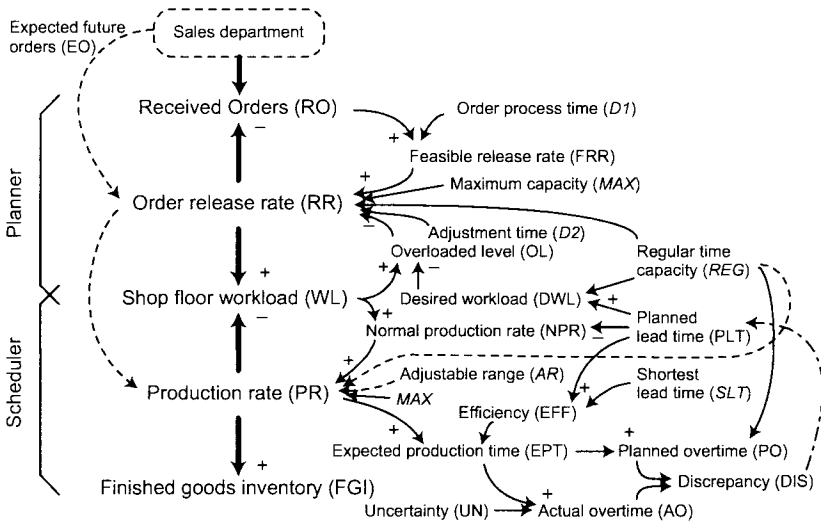 Expected future
orders (EO)
Sales department
Received Orders (RO)
Order process time (D1)
+
−
Feasible release rate (FRR)
+
Maximum capacity (MAX)
Planner
Order release rate (RR)
−
Adjustment time (D2)
Overloaded level (OL)
Regular time
capacity (REG)
+
+
−
Shop floor workload (WL)
Desired workload (DWL)
+
−
+
Normal production rate (NPR)
−
Planned
lead time (PLT)
Scheduler
+
Adjustable range (AR)
Production rate (PR)
MAX
+
Shortest
lead time (SLT)
Efficiency (EFF)
+
Expected production time (EPT)
+
Planned overtime (PO)
+
Discrepancy (DIS)
Finished goods inventory (FGI)
+
Uncertainty (UN)
Actual overtime (AO)